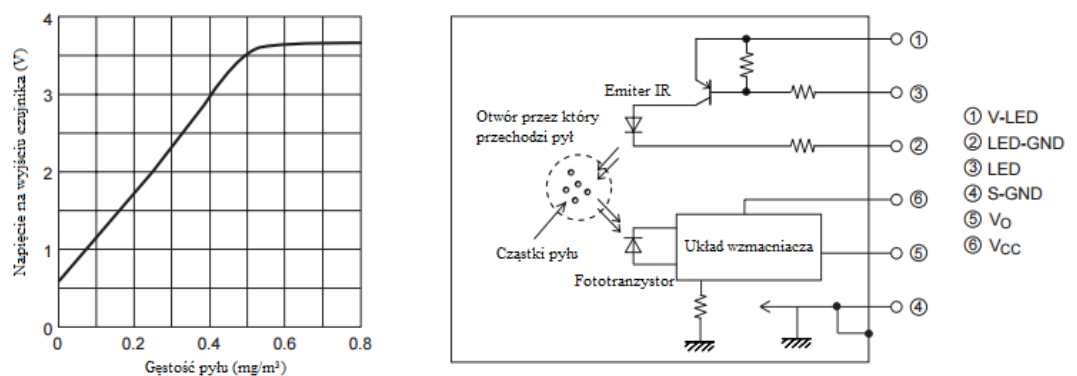 Napięcie na wyjściu czujnika (V)
4
3
2
1
0
0
0.2
0.4
0.6
0.8
Gęstość pyłu (mg/m³)
Emiter IR
Otwór przez który
przechodzi pył
Cząstki pyłu
Fototranzystor
Układ wzmacniacza
①
③
②
⑥
⑤
④
① V-LED
② LED-GND
③ LED
④ S-GND
⑤ VO
⑥ VCC